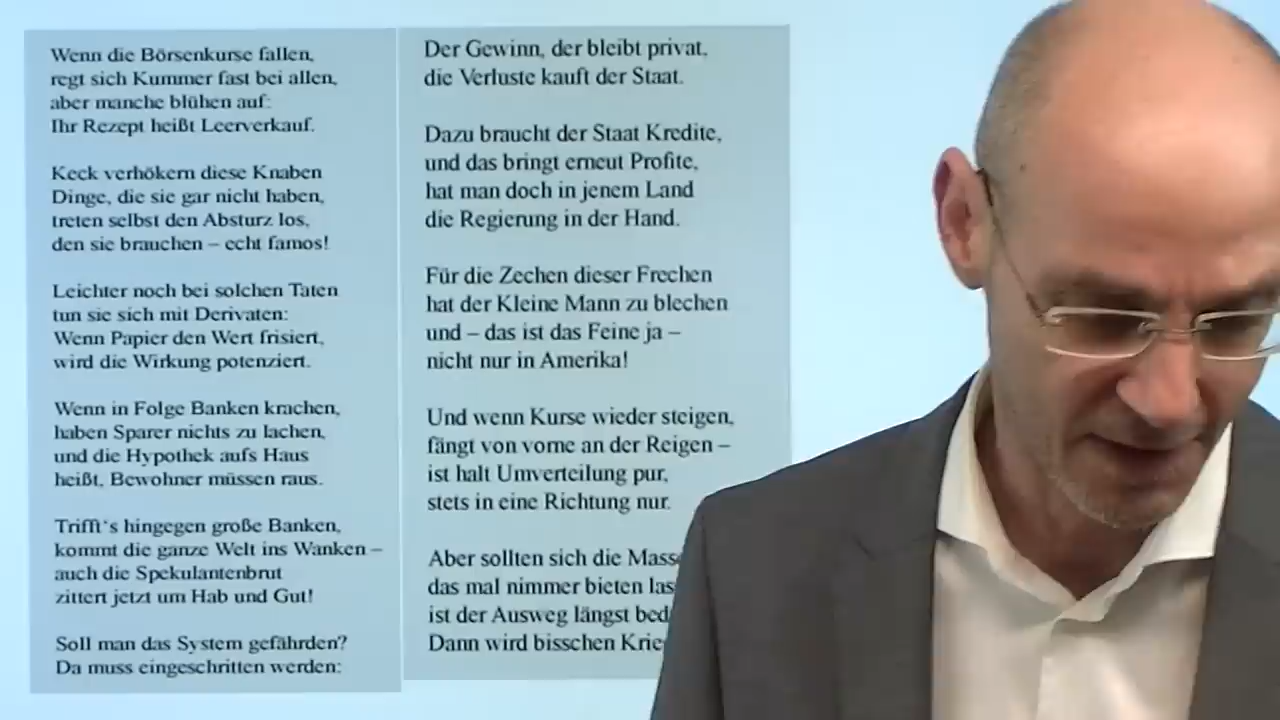 Wenn die Börsenkurse fallen,
regt sich Kummer fast bei allen,
aber manche blühen auf:
Ihr Rezept heißt Leerverkauf.
Keck verhökern diese Knaben
Dinge, die sie gar nicht haben,
treten selbst den Absturz los,
den sie brauchen – echt famos!
Leichter noch bei solchen Taten
tun sie sich mit Derivaten:
Wenn Papier den Wert frisiert,
wird die Wirkung potenziert.
Wenn in Folge Banken krachen,
haben Sparer nichts zu lachen,
und die Hypothek aufs Haus
heißt, Bewohner müssen raus.
Trifft‘s hingegen große Banken,
kommt die ganze Welt ins Wanken –
auch die Spekulantenbrut
zittert jetzt um Hab und Gut!
Soll man das System gefährden?
Da muss eingeschritten werden:
Der Gewinn, der bleibt privat,
die Verluste kauft der Staat.
Dazu braucht der Staat Kredite,
und das bringt erneut Profite,
hat man doch in jenem Land
die Regierung in der Hand.
Für die Zechen dieser Frechen
hat der Kleine Mann zu blechen
und – das ist das Feine ja –
nicht nur in Amerika!
Und wenn Kurse wieder steigen,
fängt von vorne an der Reigen –
ist halt Umverteilung pur,
stets in eine Richtung nur.
Aber sollten sich die
das mal nimmer bieten
ist der Ausweg längst
Dann wird bisschen